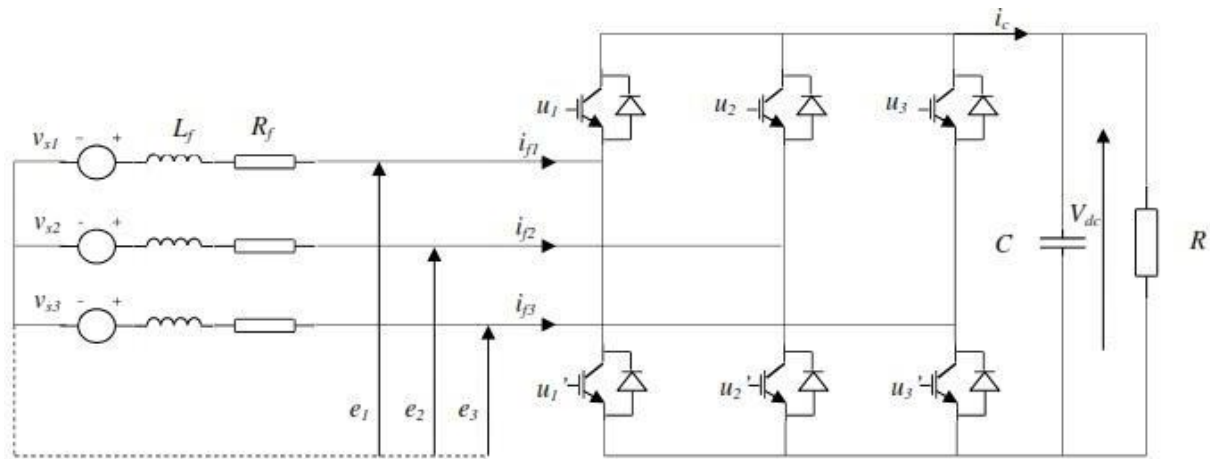 i_c
u_1
u_2
u_3
v_s1 - + L_f R_f i_f1
v_s2 - + i_f2
V_dc
C
R
v_s3 - + i_f3
u_1'
u_2'
u_3'
e_1 e_2 e_3